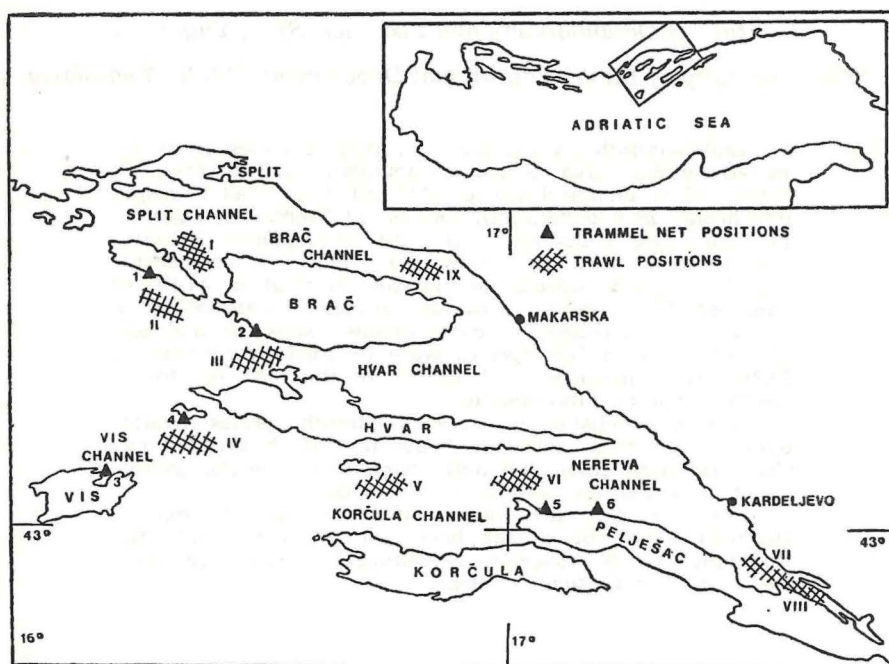 ADRIATIC SEA
17°
▲ TRAMMEL NET POSITIONS
TRAWL POSITIONS
SPLIT
SPLIT CHANNEL
I
BRAČ
CHANNEL
IX
1
II
BRAČ
2
MAKARSKA
III
HVAR CHANNEL
4
IV
HVAR
VIS
CHANNEL
3
VIS
V
VI
NERETVA
CHANNEL
5
6
KARDELJEVO
43°
KORČULA CHANNEL
PELJEŠAC
43°
VII
KORČULA
VIII
16°
17°